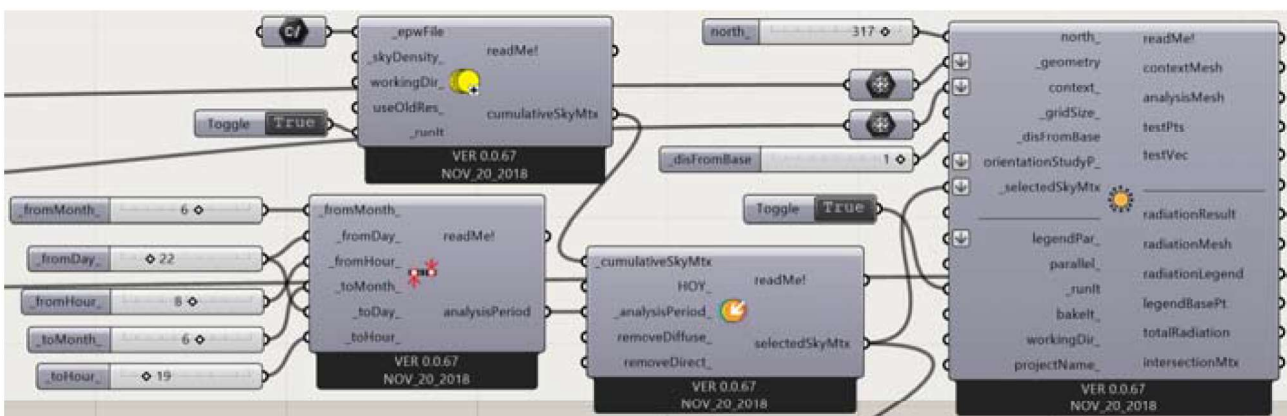 C/
_epwFile
_skyDensity_
workingDir_
useOldRes_
_runIt
readMe!
cumulativeSkyMtx
VER 0.0.67
NOV_20_2018
Toggle True
_fromMonth_ 6
_fromDay_ 22
_fromHour_ 8
_toMonth_ 6
_toHour_ 19
_fromMonth_
_fromDay_
_fromHour_
_toMonth_
_toDay_
_toHour_
readMe!
analysisPeriod
VER 0.0.67
NOV_20_2018
_cumulativeSkyMtx
HOY_
_analysisPeriod_
removeDiffuse_
removeDirect_
readMe!
selectedSkyMtx
VER 0.0.67
NOV_20_2018
north_ 317
_disFromBase 1
Toggle True
north_
_geometry
context_
_gridSize_
_disFromBase
orientationStudyP_
_selectedSkyMtx
legendPar_
parallel_
_runIt
bakeIt_
workingDir_
projectName_
readMe!
contextMesh
analysisMesh
testPts
testVec
radiationResult
radiationMesh
radiationLegend
legendBasePt
totalRadiation
intersectionMtx
VER 0.0.67
NOV_20_2018